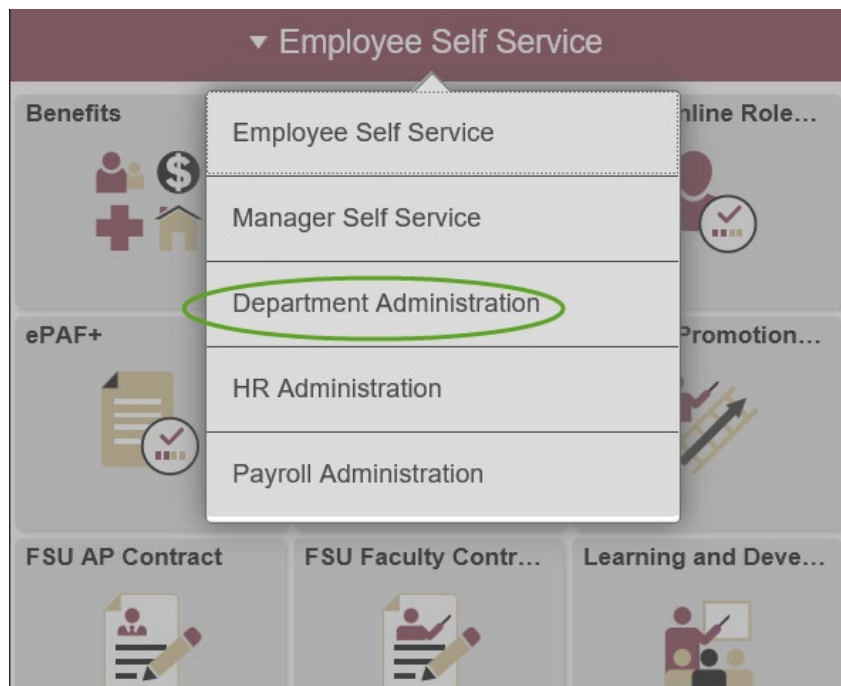 Employee Self Service
Benefits
nline Role...
Employee Self Service
Manager Self Service
Department Administration
ePAF+
Promotion...
HR Administration
Payroll Administration
FSU AP Contract
FSU Faculty Contr...
Learning and Deve...